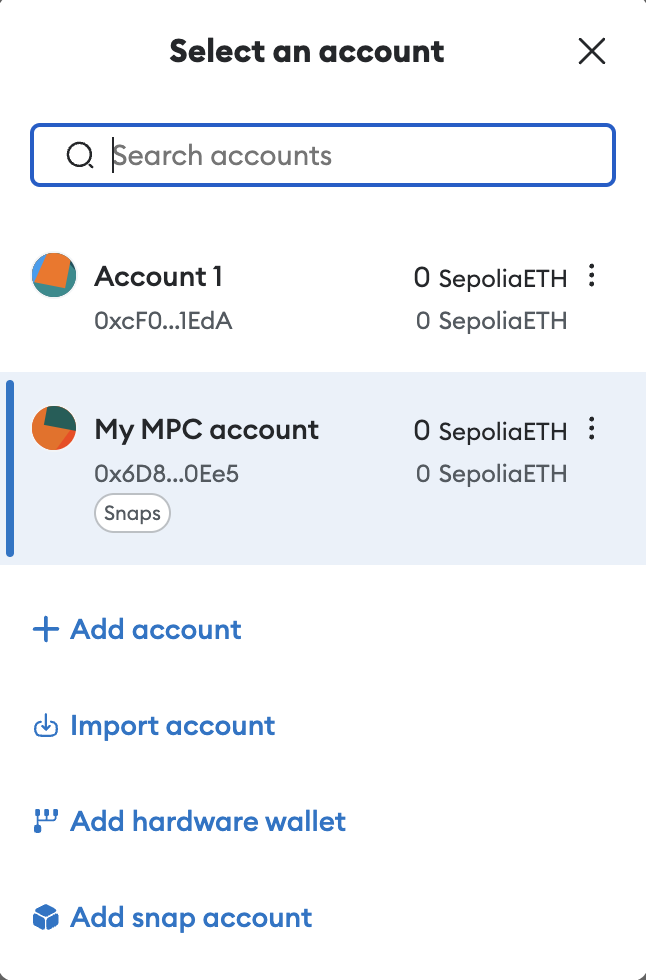 Select an account
Search accounts
Account 1 0 SepoliaETH
0xcF0...1EdA 0 SepoliaETH
My MPC account 0 SepoliaETH
0x6D8...0Ee5 0 SepoliaETH
Snaps
Add account
Import account
Add hardware wallet
Add snap account